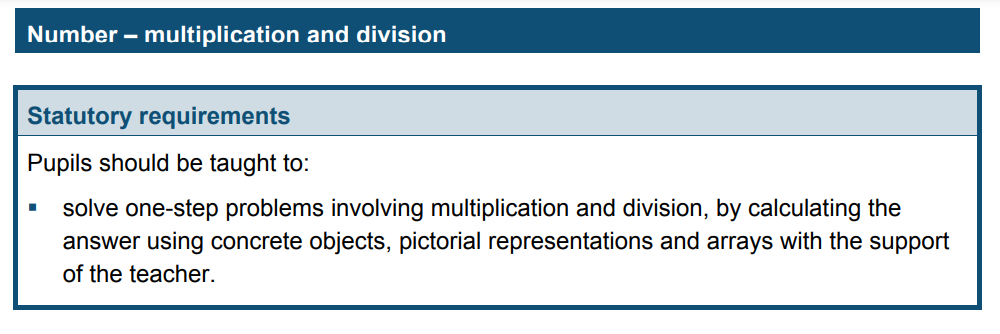 Number – multiplication and division
Statutory requirements
Pupils should be taught to:
▪ solve one-step problems involving multiplication and division, by calculating the
answer using concrete objects, pictorial representations and arrays with the support
of the teacher.